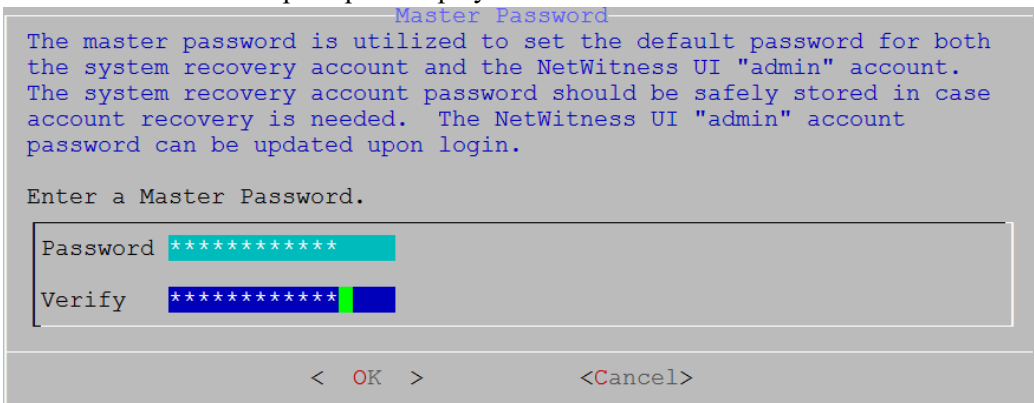 Master Password
The master password is utilized to set the default password for both
the system recovery account and the NetWitness UI "admin" account.
The system recovery account password should be safely stored in case
account recovery is needed.  The NetWitness UI "admin" account
password can be updated upon login.
Enter a Master Password.
Password ************
Verify ************
< OK > <Cancel>